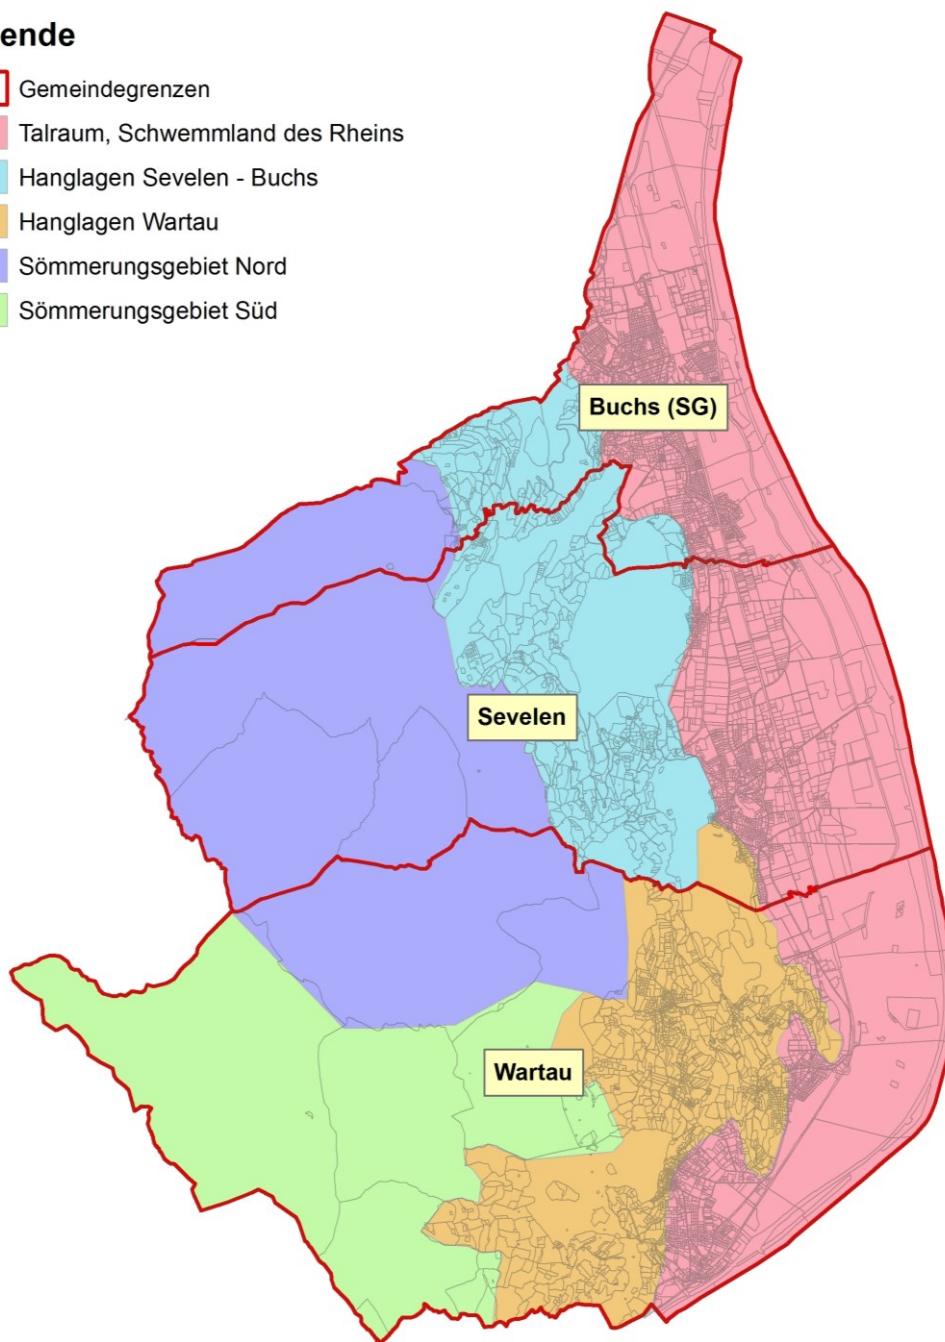 ende
Gemeindegrenzen
Talraum, Schwemmland des Rheins
Hanglagen Sevelen - Buchs
Hanglagen Wartau
Sömmerungsgebiet Nord
Sömmerungsgebiet Süd
Buchs (SG)
Sevelen
Wartau